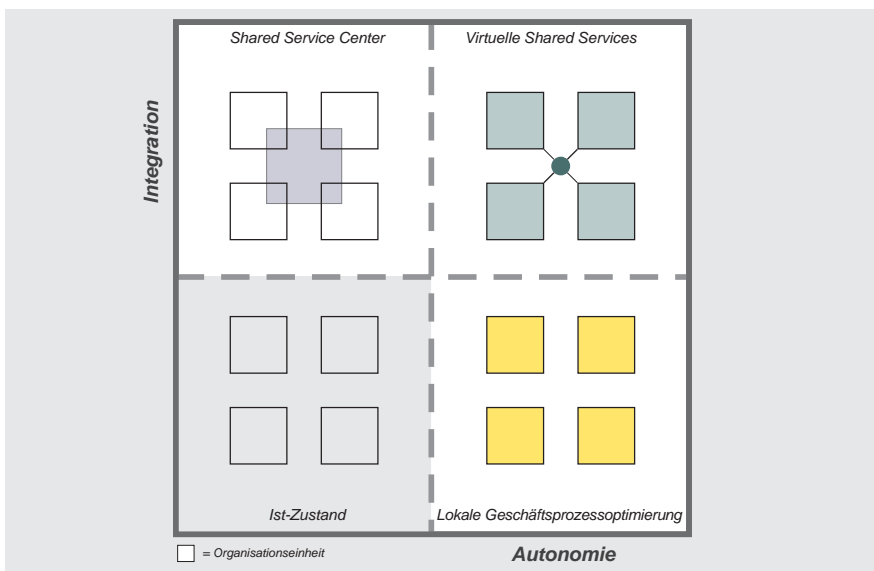 Shared Service Center
Virtuelle Shared Services
Integration
Ist-Zustand
Lokale Geschäftsprozessoptimierung
= Organisationseinheit
Autonomie